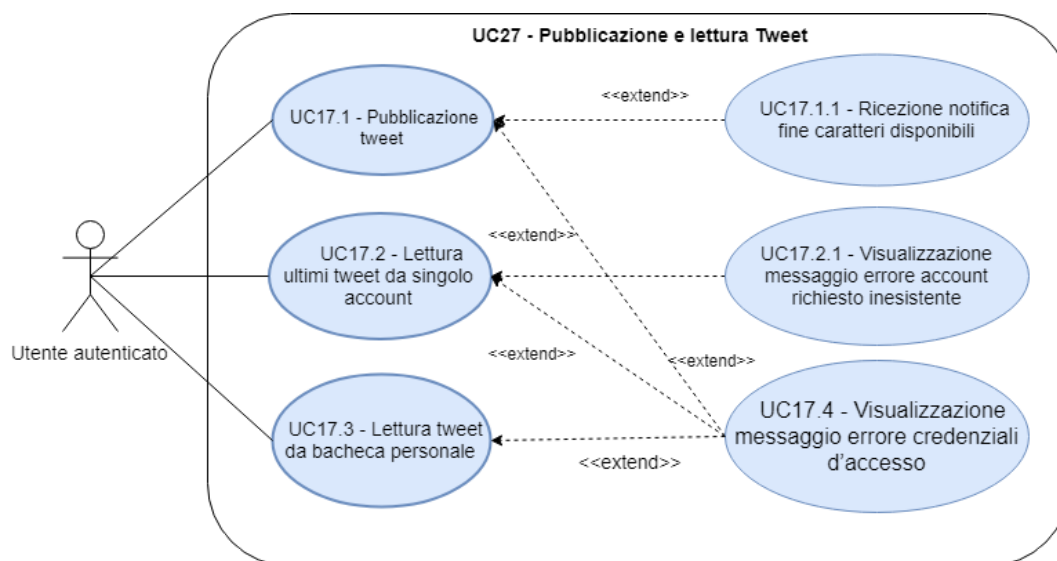 UC27 - Pubblicazione e lettura Tweet
UC17.1 - Pubblicazione
tweet
<<extend>>
UC17.1.1 - Ricezione notifica
fine caratteri disponibili
UC17.2 - Lettura
ultimi tweet da singolo
account
<<extend>>
UC17.2.1 - Visualizzazione
messaggio errore account
richiesto inesistente
Utente autenticato
<<extend>>
<<extend>>
UC17.3 - Lettura tweet
da bacheca personale
<<extend>>
UC17.4 - Visualizzazione
messaggio errore credenziali
d'accesso